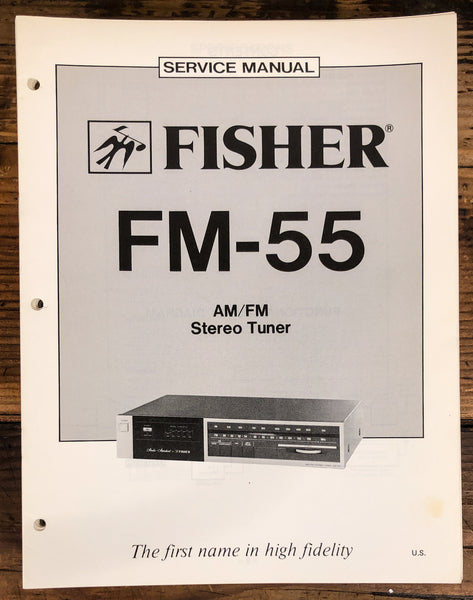 SERVICE MANUAL
FISHER®
FM-55
AM/FM
Stereo Tuner
The first name in high fidelity
U.S.